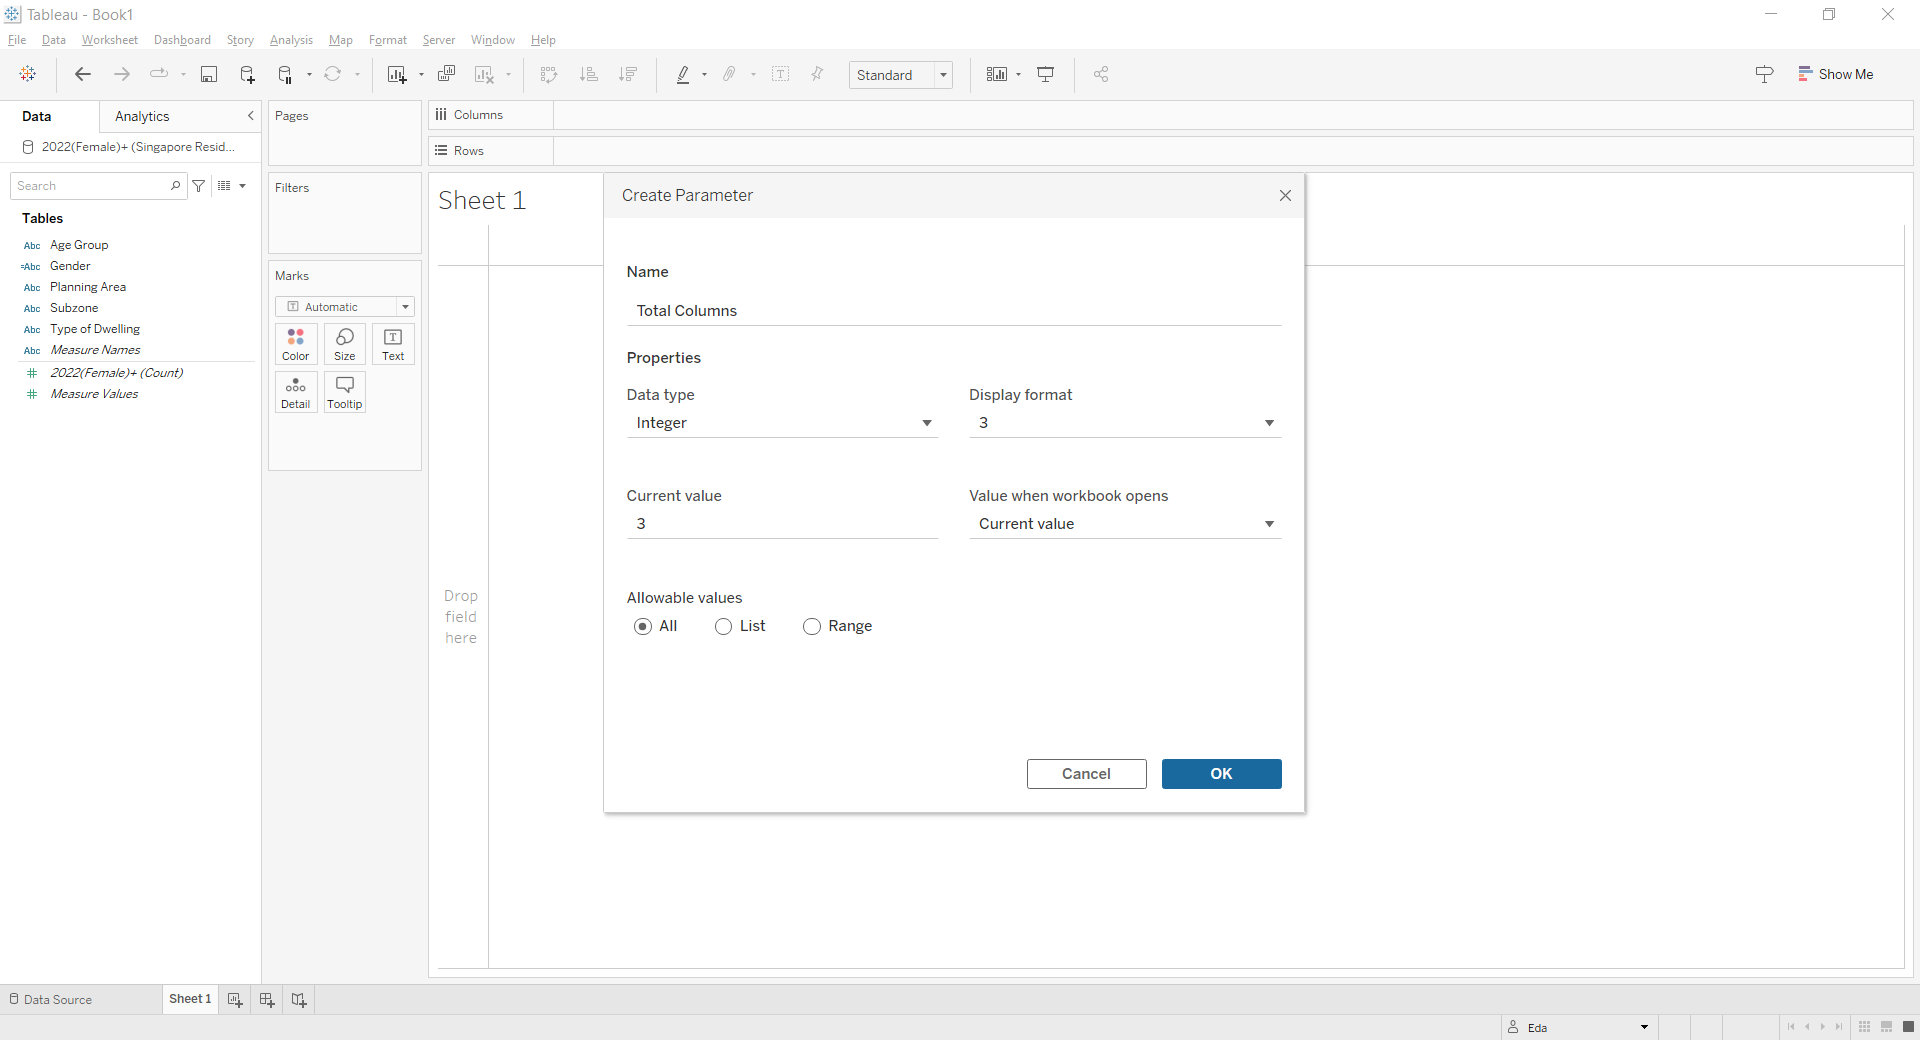 Tableau - Book1
File Data Worksheet Dashboard Story Analysis Map Format Server Window Help
Standard
Show Me
Data
Analytics
2022(Female)+ (Singapore Resid...
Search
Tables
Abc Age Group
=Abc Gender
Abc Planning Area
Abc Subzone
Abc Type of Dwelling
Abc Measure Names
# 2022(Female)+ (Count)
# Measure Values
Pages
Filters
Marks
Automatic
Color Size Text
Detail Tooltip
Columns
Rows
Sheet 1
Drop
field
here
Create Parameter
Name
Total Columns
Properties
Data type Display format
Integer 3
Current value Value when workbook opens
3 Current value
Allowable values
All List Range
Cancel OK
Data Source Sheet 1
Eda